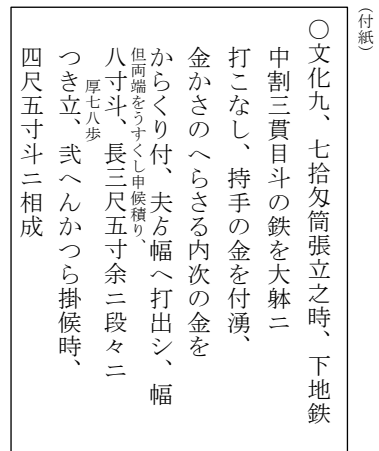 （付紙）
○文化九、七拾匁筒張立之時、下地鉄
中割三貫目斗の鉄を大躰ニ
打こなし、持手の金を付湧、
金かさのへらさる内次の金を
からくり付、夫ゟ幅へ打出シ、幅
但両端をうすくし申候積り、
八寸斗、長三尺五寸余ニ段々ニ
厚七八歩
つき立、弐へんかつら掛候時、
四尺五寸斗ニ相成